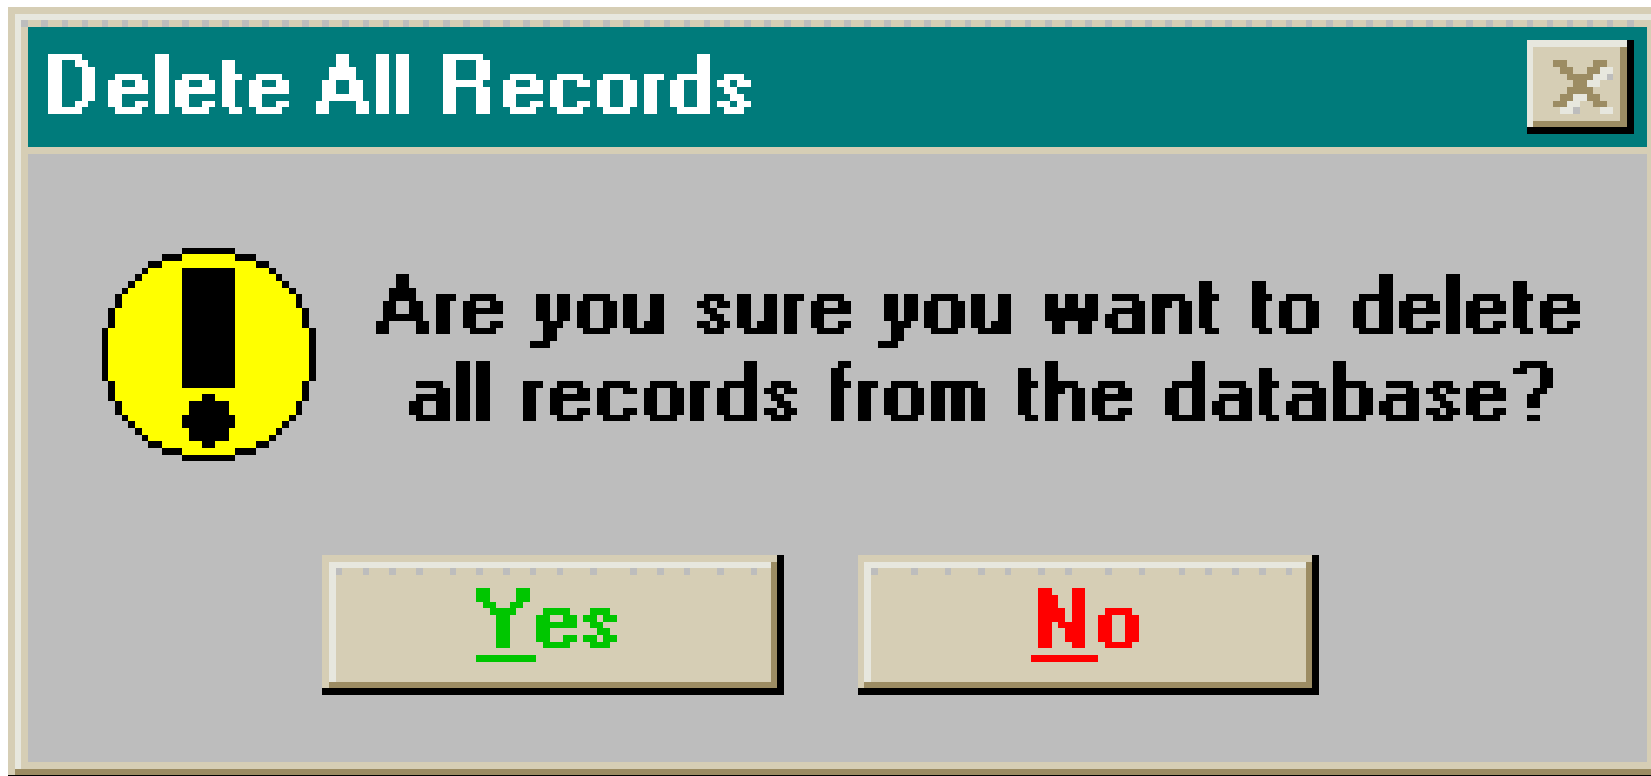 Delete All Records
Are you sure you want to delete
all records from the database?
Yes
No